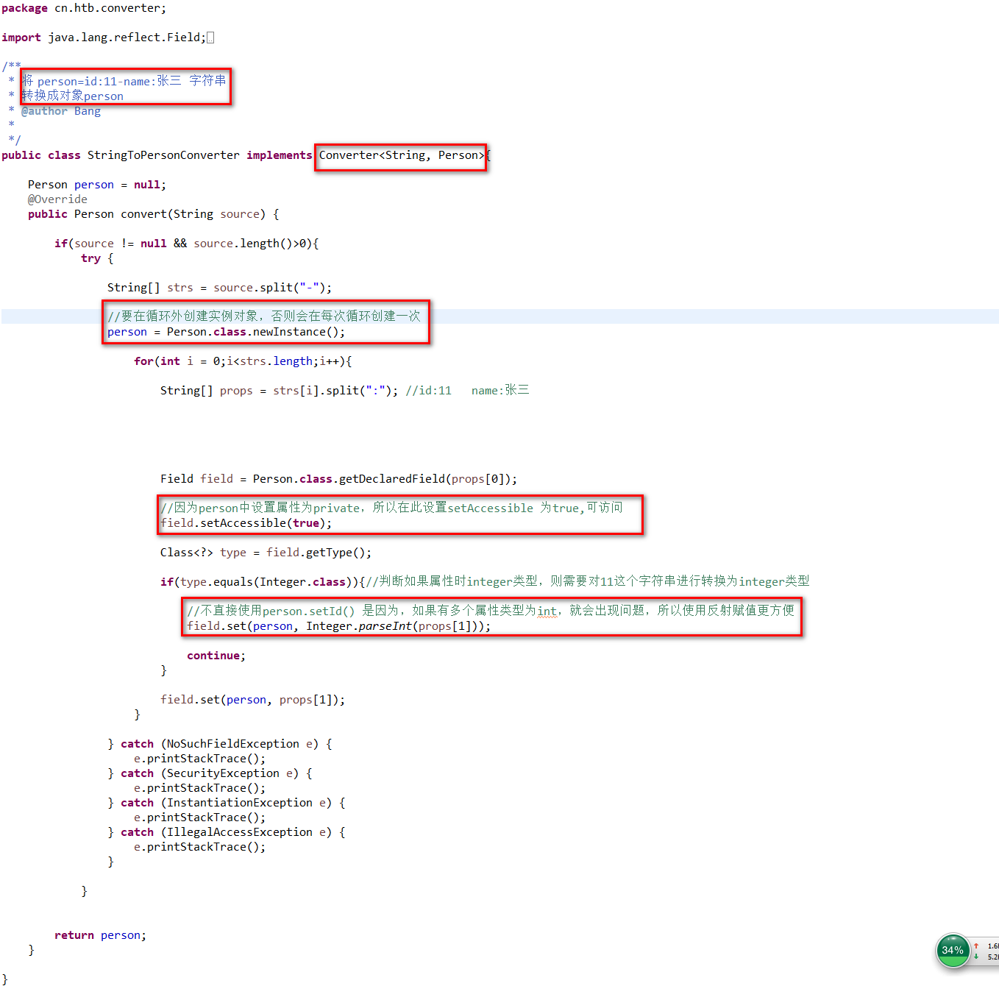 package cn.htb.converter;
import java.lang.reflect.Field;
/**
* 将 person=id:11-name:张三 字符串
* 转换成对象person
* @author Bang
*
*/
public class StringToPersonConverter implements Converter<String, Person>{
Person person = null;
@Override
public Person convert(String source) {
if(source != null && source.length()>0){
try {
String[] strs = source.split("-");
//要在循环外创建实例对象，否则会在每次循环创建一次
person = Person.class.newInstance();
for(int i = 0;i<strs.length;i++){
String[] props = strs[i].split(":"); //id:11 name:张三
Field field = Person.class.getDeclaredField(props[0]);
//因为person中设置属性为private，所以在此设置setAccessible 为true,可访问
field.setAccessible(true);
Class<?> type = field.getType();
if(type.equals(Integer.class)){//判断如果属性时integer类型，则需要对11这个字符串进行转换为integer类型
//不直接使用person.setId() 是因为，如果有多个属性类型为int，就会出现问题，所以使用反射赋值更方便
field.set(person, Integer.parseInt(props[1]));
continue;
}
field.set(person, props[1]);
}
} catch (NoSuchFieldException e) {
e.printStackTrace();
} catch (SecurityException e) {
e.printStackTrace();
} catch (InstantiationException e) {
e.printStackTrace();
} catch (IllegalAccessException e) {
e.printStackTrace();
}
}
return person;
}
}
34%